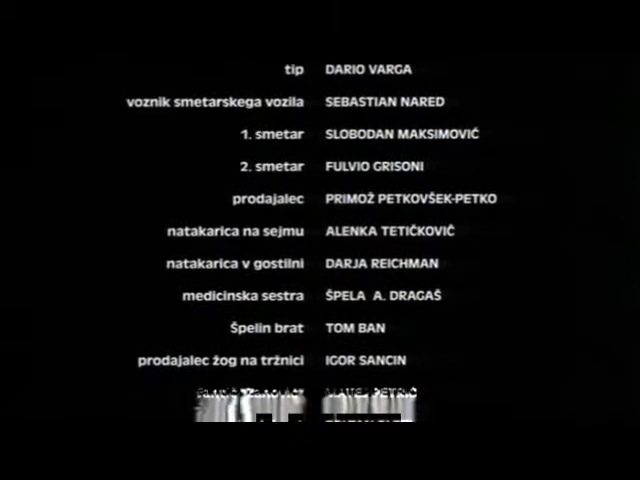 tip DARIO VARGA
voznik smetarskega vozila SEBASTIAN NARED
1. smetar SLOBODAN MAKSIMOVIĆ
2. smetar FULVIO GRISONI
prodajalec PRIMOŽ PETKOVŠEK-PETKO
natakarica na sejmu ALENKA TETIČKOVIČ
natakarica v gostilni DARJA REICHMAN
medicinska sestra ŠPELA A. DRAGAŠ
Špelin brat TOM BAN
prodajalec žog na tržnici IGOR SANCIN